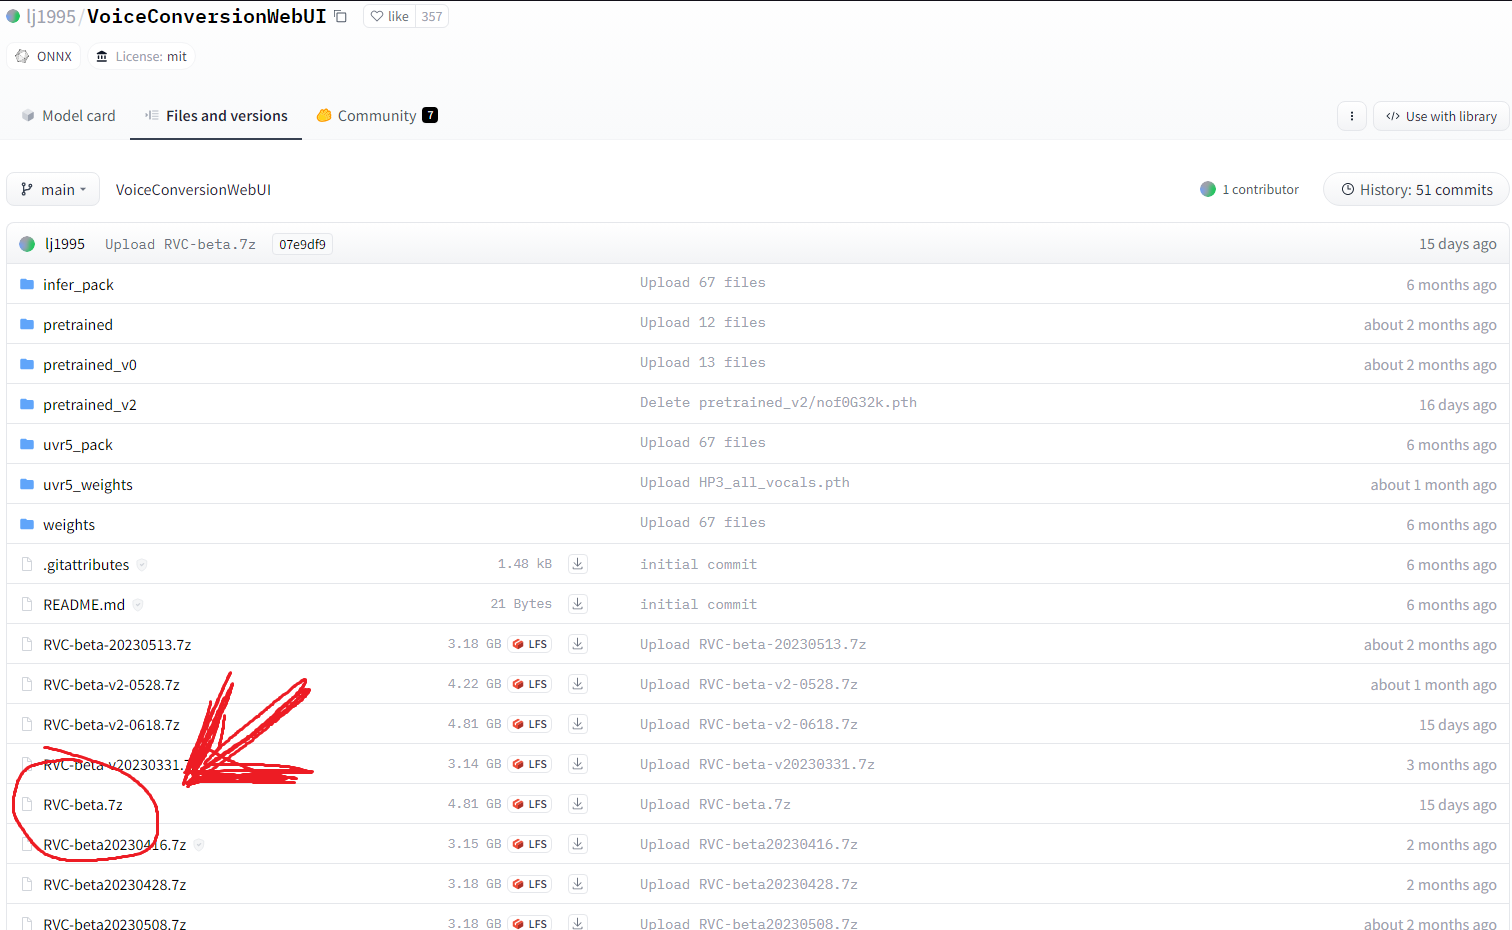 lj1995/VoiceConversionWebUI like 357
ONNX License: mit
Model card Files and versions Community 7 Use with library
main VoiceConversionWebUI 1 contributor History: 51 commits
lj1995 Upload RVC-beta.7z 07e9df9 15 days ago
infer_pack Upload 67 files 6 months ago
pretrained Upload 12 files about 2 months ago
pretrained_v0 Upload 13 files about 2 months ago
pretrained_v2 Delete pretrained_v2/nof0G32k.pth 16 days ago
uvr5_pack Upload 67 files 6 months ago
uvr5_weights Upload HP3_all_vocals.pth about 1 month ago
weights Upload 67 files 6 months ago
.gitattributes 1.48 kB initial commit 6 months ago
README.md 21 Bytes initial commit 6 months ago
RVC-beta-20230513.7z 3.18 GB LFS Upload RVC-beta-20230513.7z about 2 months ago
RVC-beta-v2-0528.7z 4.22 GB LFS Upload RVC-beta-v2-0528.7z about 1 month ago
RVC-beta-v2-0618.7z 4.81 GB LFS Upload RVC-beta-v2-0618.7z 15 days ago
RVC-beta-v20230331.7 3.14 GB LFS Upload RVC-beta-v20230331.7z 3 months ago
RVC-beta.7z 4.81 GB LFS Upload RVC-beta.7z 15 days ago
RVC-beta20230416.7z 3.15 GB LFS Upload RVC-beta20230416.7z 2 months ago
RVC-beta20230428.7z 3.18 GB LFS Upload RVC-beta20230428.7z 2 months ago
RVC-beta20230508.7z 3.18 GB LFS Upload RVC-beta20230508.7z about 2 months ago